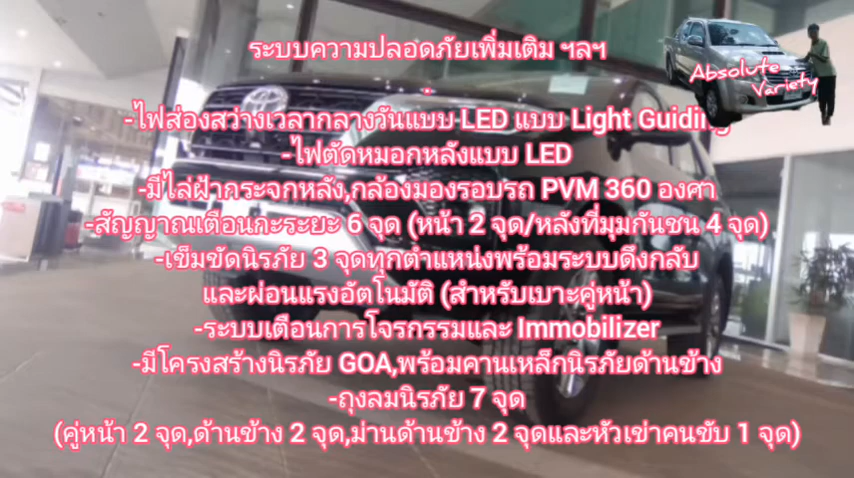 ระบบความปลอดภัยเพิ่มเติม ฯลฯ
Absolute
Variety
-ไฟส่องสว่างเวลากลางวันแบบ LED แบบ Light Guiding
-ไฟตัดหมอกหลังแบบ LED
-มีไล่ฝ้ากระจกหลัง,กล้องมองรอบรถ PVM 360 องศา
-สัญญาณเตือนกะระยะ 6 จุด (หน้า 2 จุด/หลังที่มุมกันชน 4 จุด)
-เข็มขัดนิรภัย 3 จุดทุกตำแหน่งพร้อมระบบดึงกลับ
และผ่อนแรงอัตโนมัติ (สำหรับเบาะคู่หน้า)
-ระบบเตือนการโจรกรรมและ Immobilizer
-มีโครงสร้างนิรภัย GOA,พร้อมคานเหล็กนิรภัยด้านข้าง
-ถุงลมนิรภัย 7 จุด
(คู่หน้า 2 จุด,ด้านข้าง 2 จุด,ม่านด้านข้าง 2 จุดและหัวเข่าคนขับ 1 จุด)